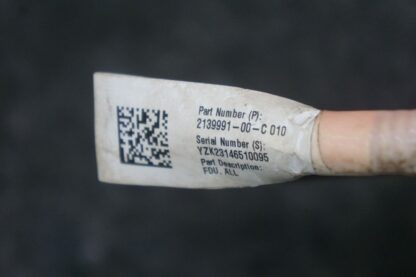 Part Number (P):
2139991-00-C 010
Serial Number (S):
YZK23146510095
Part Description:
FDU, ALL